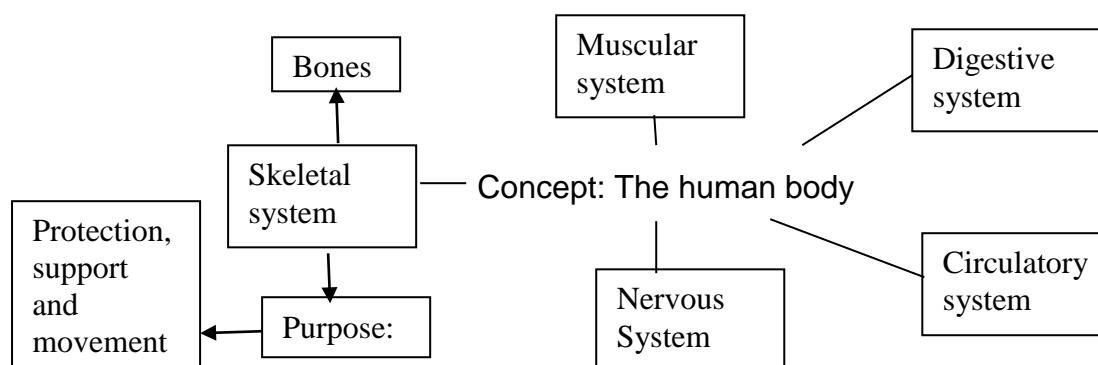 Bones
Muscular
system
Digestive
system
Skeletal
system
Concept: The human body
Protection,
support
and
movement
Purpose:
Nervous
System
Circulatory
system